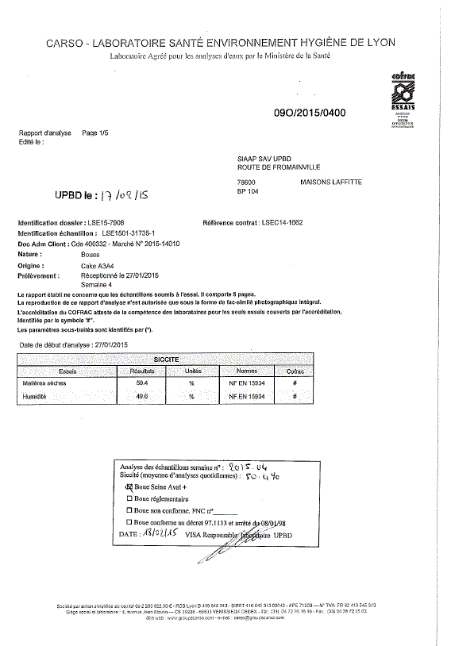 CARSO - LABORATOIRE SANTÉ ENVIRONNEMENT HYGIÈNE DE LYON
Laboratoire Agréé pour les analyses d'eaux par le Ministère de la Santé
cofrac
ESSAIS
09O/2015/0400
Rapport d'analyse Page 1/5
Edité le :
SIAAP SAV UPBD
ROUTE DE FROMAINVILLE
78600 MAISONS LAFFITTE
BP 104
UPBD le : 17/02/15
Identification dossier : LSE15-7908
Référence contrat : LSEC14-1662
Identification échantillon : LSE1501-31735-1
Doc Adm Client : Cde 400332 - Marché N° 2015-14010
Nature : Boues
Origine : Cake A3A4
Prélèvement : Réceptionné le 27/01/2015
Semaine 4
Le rapport établi ne concerne que les échantillons soumis à l'essai. Il comporte 5 pages.
La reproduction de ce rapport d'analyse n'est autorisée que sous la forme de fac-similé photographique intégral.
L'accréditation du COFRAC atteste de la compétence des laboratoires pour les seuls essais couverts par l'accréditation,
identifiés par le symbole "#".
Les paramètres sous-traités sont identifiés par (*).
Date de début d'analyse : 27/01/2015
SICCITE
Essais Résultats Unités Normes Cofrac
Matières sèches 50.4 % NF EN 15934 #
Humidité 49.6 % NF EN 15934 #
Analyse des échantillons semaine n° : 2015.04
Siccité (moyenne d'analyses quotidiennes) : 50.4%
Boue Seine Aval +
Boue réglementaire
Boue non conforme. FNC n°
Boue conforme au décret 97.1133 et arrêté du 08/01/98
DATE : 18/02/15 VISA Responsable laboratoire UPBD